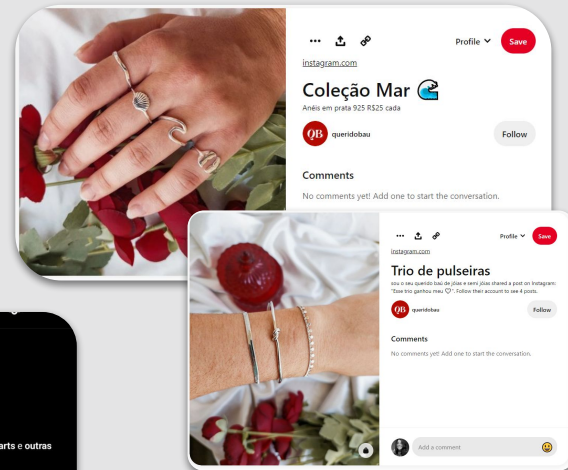 Profile
Save
instagram.com
Coleção Mar 🌊
Anéis em prata 925 R$25 cada
QB
queridobau
Follow
Comments
No comments yet! Add one to start the conversation.
Profile
Save
instagram.com
Trio de pulseiras
sou o seu querido baú de jóias e semi jóias shared a post on Instagram:
"Esse trio ganhou meu ♡". Follow their account to see 4 posts.
QB
queridobau
Follow
Comments
No comments yet! Add one to start the conversation.
Add a comment
arts e outras